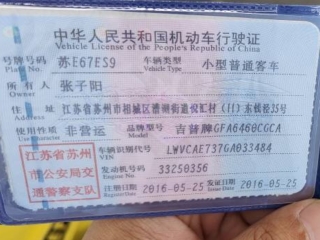 中华人民共和国机动车行驶证
Vehicle License of the People's Republic of China
号牌号码 苏E67ES9 车辆类型 小型普通客车
Plate No. Vehicle Type
所有人 张子阳
Owner
住址 江苏省苏州市相城区 街道悦汇村(11)东钱巷35号
Address
使用性质 非营运 品牌型号 吉普牌GFA6460CGCA
Use Character Model
江苏省苏州市公安局交通警察支队
车辆识别代号 LWVCAE737GA033484
VIN
发动机号码 33250356
Engine No.
注册日期 2016-05-25 发证日期 2016-05-25
Register Date Issue Date